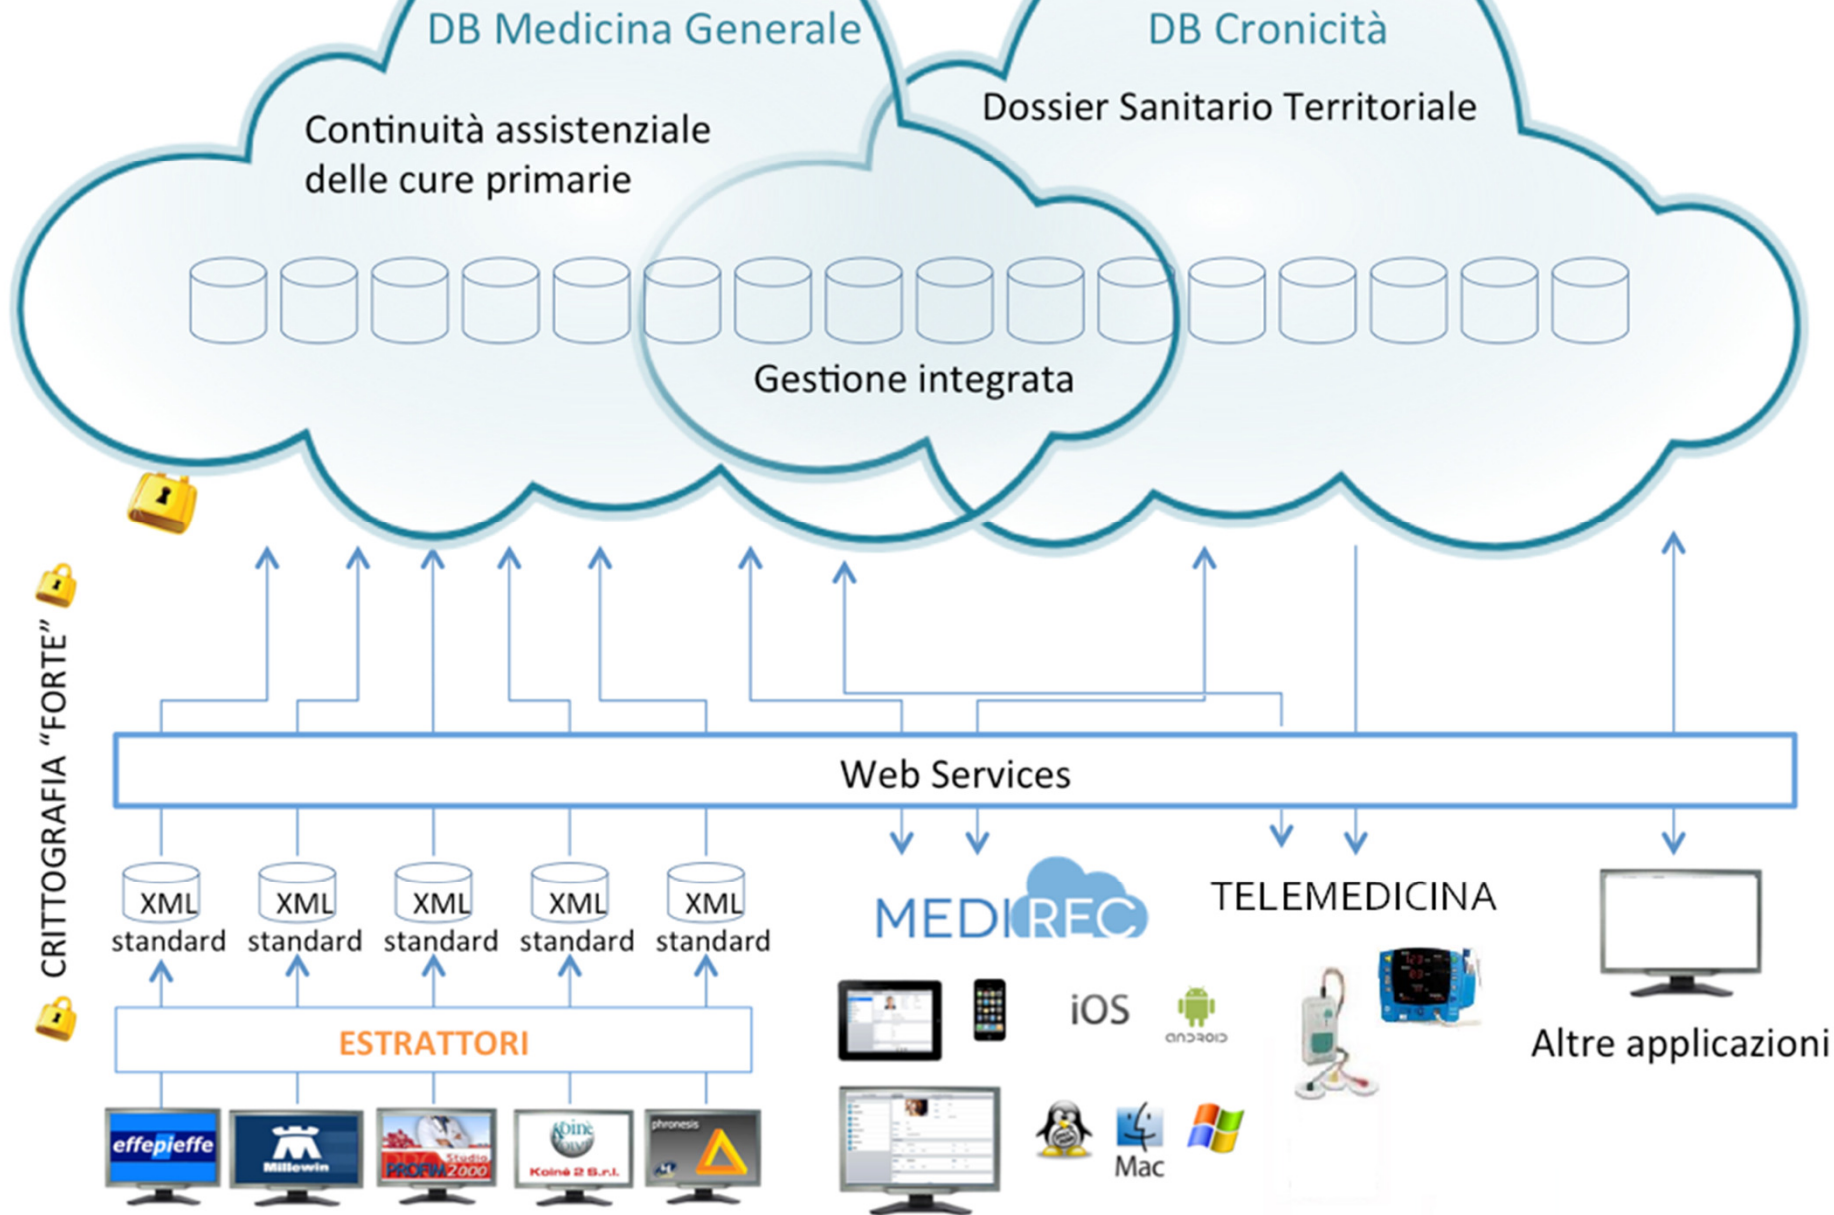 DB Medicina Generale
DB Cronicità
Dossier Sanitario Territoriale
Continuità assistenziale
delle cure primarie
Gestione integrata
CRITTOGRAFIA "FORTE"
Web Services
XML
standard
XML
standard
XML
standard
XML
standard
XML
standard
ESTRATTORI
effepieffe
Millewin
Studio
PROFIM 2000
Koinè 2 S.r.l.
phronesis
MEDIREC
iOS
ANDROID
Mac
TELEMEDICINA
Altre applicazioni